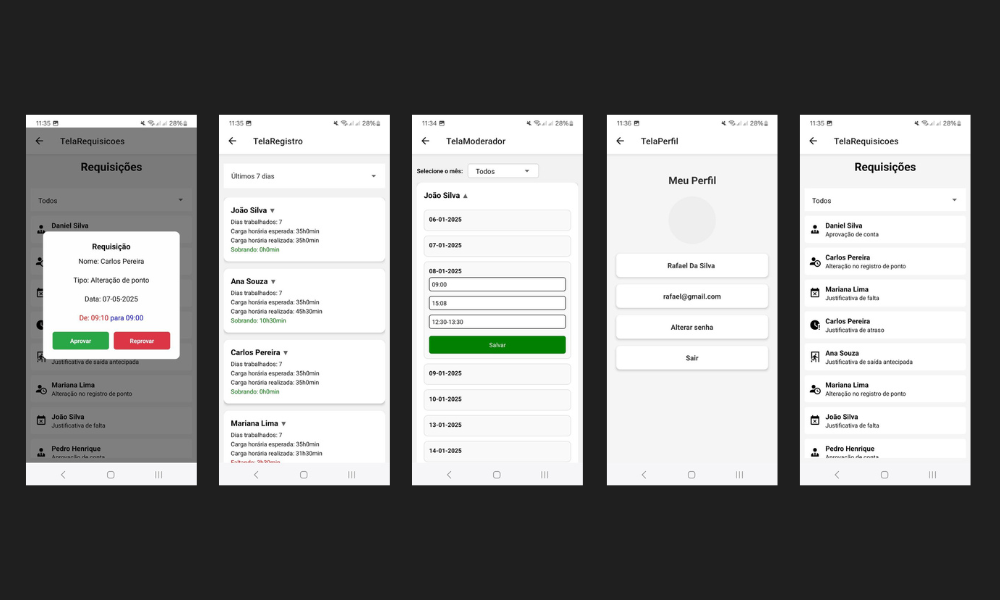 11:35
28%
TelaRequisicoes
Requisições
Todos
Daniel Silva
Requisição
Nome: Carlos Pereira
Tipo: Alteração de ponto
Data: 07-05-2025
De: 09:10 para 09:00
Aprovar
Reprovar
Justificativa de saída antecipada
Mariana Lima
Alteração no registro de ponto
João Silva
Justificativa de falta
Pedro Henrique
Aprovação de conta
11:35
28%
TelaRegistro
Últimos 7 dias
João Silva ▼
Dias trabalhados: 7
Carga horária esperada: 35h0min
Carga horária realizada: 35h0min
Sobrando: 0h0min
Ana Souza ▼
Dias trabalhados: 7
Carga horária esperada: 35h0min
Carga horária realizada: 45h30min
Sobrando: 10h30min
Carlos Pereira ▼
Dias trabalhados: 7
Carga horária esperada: 35h0min
Carga horária realizada: 35h0min
Sobrando: 0h0min
Mariana Lima ▼
Dias trabalhados: 7
Carga horária esperada: 35h0min
Carga horária realizada: 31h30min
11:34
28%
TelaModerador
Selecione o mês:
Todos
João Silva ▲
06-01-2025
07-01-2025
08-01-2025
09:00
15:08
12:30-13:30
Salvar
09-01-2025
10-01-2025
13-01-2025
14-01-2025
11:36
28%
TelaPerfil
Meu Perfil
Rafael Da Silva
rafael@gmail.com
Alterar senha
Sair
11:35
28%
TelaRequisicoes
Requisições
Todos
Daniel Silva
Aprovação de conta
Carlos Pereira
Alteração no registro de ponto
Mariana Lima
Justificativa de falta
Carlos Pereira
Justificativa de atraso
Ana Souza
Justificativa de saída antecipada
Mariana Lima
Alteração no registro de ponto
João Silva
Justificativa de falta
Pedro Henrique
Aprovação de conta